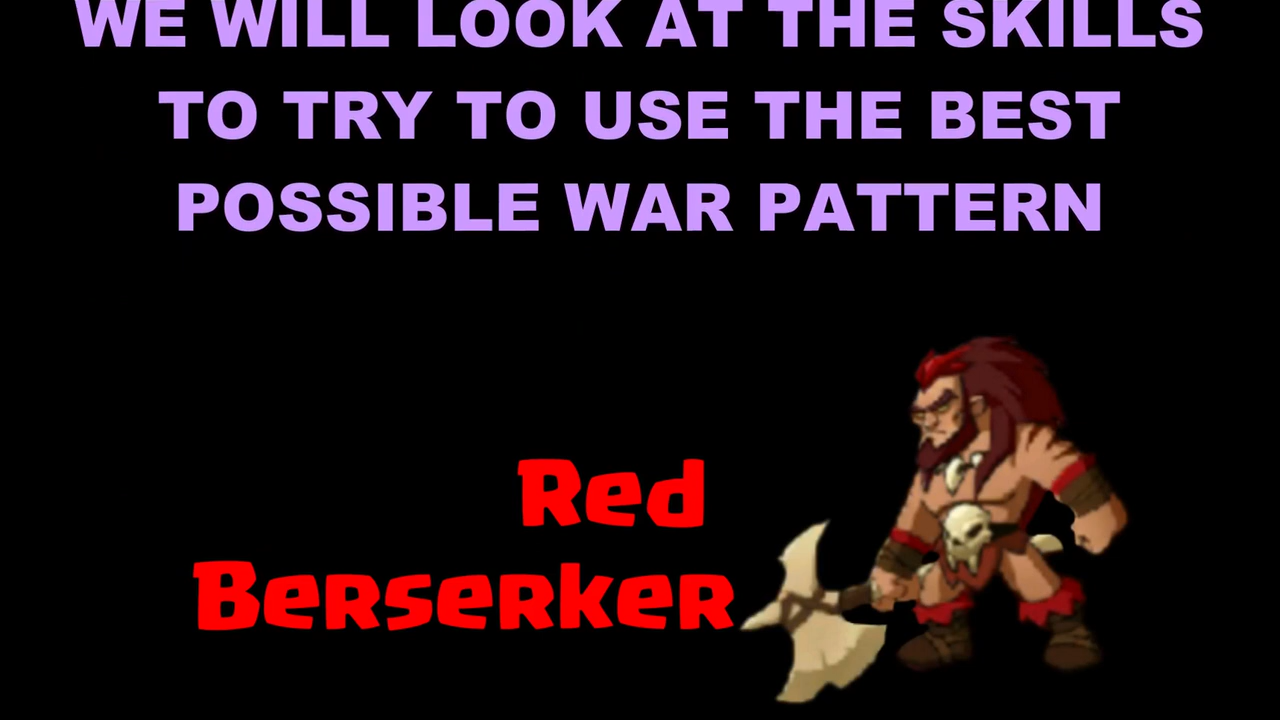 WE WILL LOOK AT THE SKILLS
TO TRY TO USE THE BEST
POSSIBLE WAR PATTERN
Red
Berserker